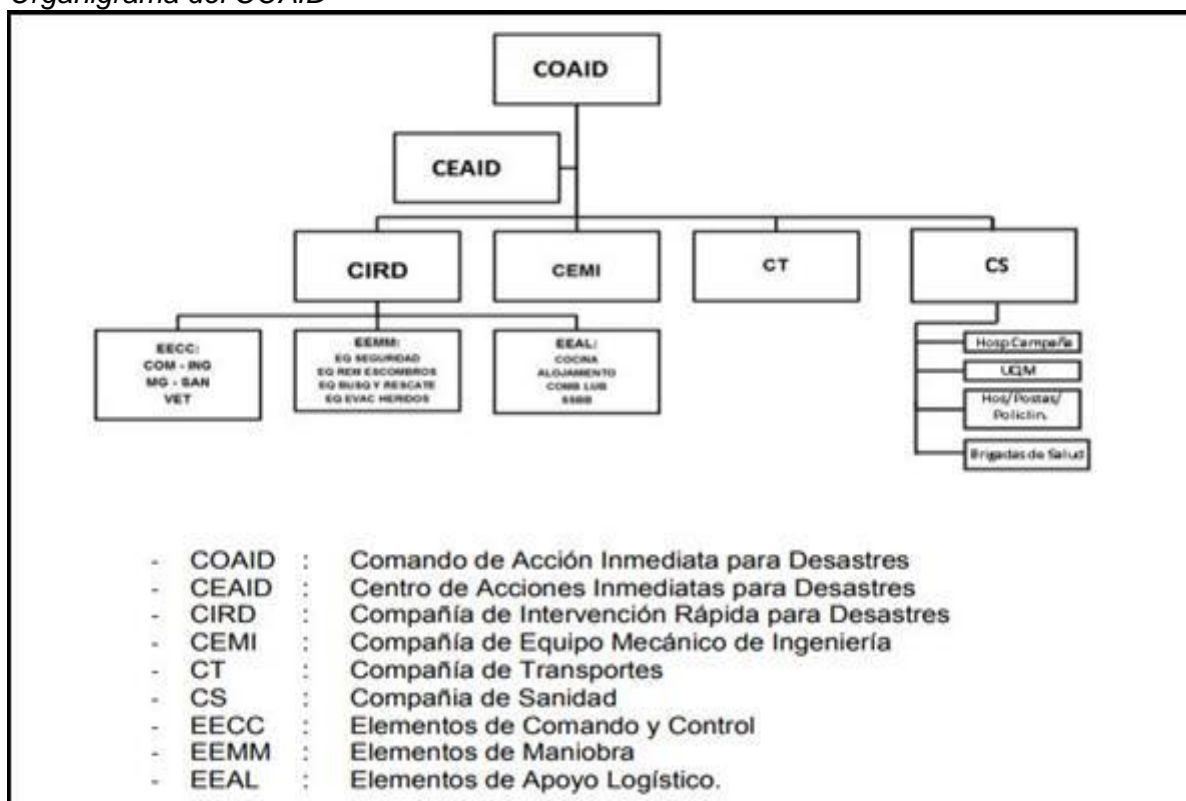 Organigrama del COAID
COAID
CEAID
CIRD
CEMI
CT
CS
EECC:
COM - ING
MG - SAN
VET
EEMM:
EQ SEGURIDAD
EQ REM ESCOMBROS
EQ BUSQ Y RESCATE
EQ EVAC HERIDOS
EEAL:
COCINA
ALOJAMIENTO
COMB LUB
SSBB
Hosp Campaña
UQM
Hos/Postas/
Policlin.
Brigadas de Salud
- COAID : Comando de Acción Inmediata para Desastres
- CEAID : Centro de Acciones Inmediatas para Desastres
- CIRD : Compañía de Intervención Rápida para Desastres
- CEMI : Compañía de Equipo Mecánico de Ingeniería
- CT : Compañía de Transportes
- CS : Compañia de Sanidad
- EECC : Elementos de Comando y Control
- EEMM : Elementos de Maniobra
- EEAL : Elementos de Apoyo Logístico.